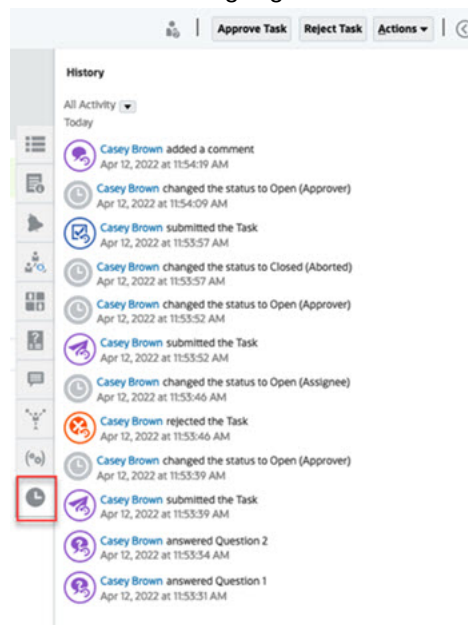 Approve Task Reject Task Actions
History
All Activity
Today
Casey Brown added a comment
Apr 12, 2022 at 11:54:19 AM
Casey Brown changed the status to Open (Approver)
Apr 12, 2022 at 11:54:09 AM
Casey Brown submitted the Task
Apr 12, 2022 at 11:53:57 AM
Casey Brown changed the status to Closed (Aborted)
Apr 12, 2022 at 11:53:57 AM
Casey Brown changed the status to Open (Approver)
Apr 12, 2022 at 11:53:52 AM
Casey Brown submitted the Task
Apr 12, 2022 at 11:53:52 AM
Casey Brown changed the status to Open (Assignee)
Apr 12, 2022 at 11:53:46 AM
Casey Brown rejected the Task
Apr 12, 2022 at 11:53:46 AM
Casey Brown changed the status to Open (Approver)
Apr 12, 2022 at 11:53:39 AM
Casey Brown submitted the Task
Apr 12, 2022 at 11:53:39 AM
Casey Brown answered Question 2
Apr 12, 2022 at 11:53:34 AM
Casey Brown answered Question 1
Apr 12, 2022 at 11:53:31 AM